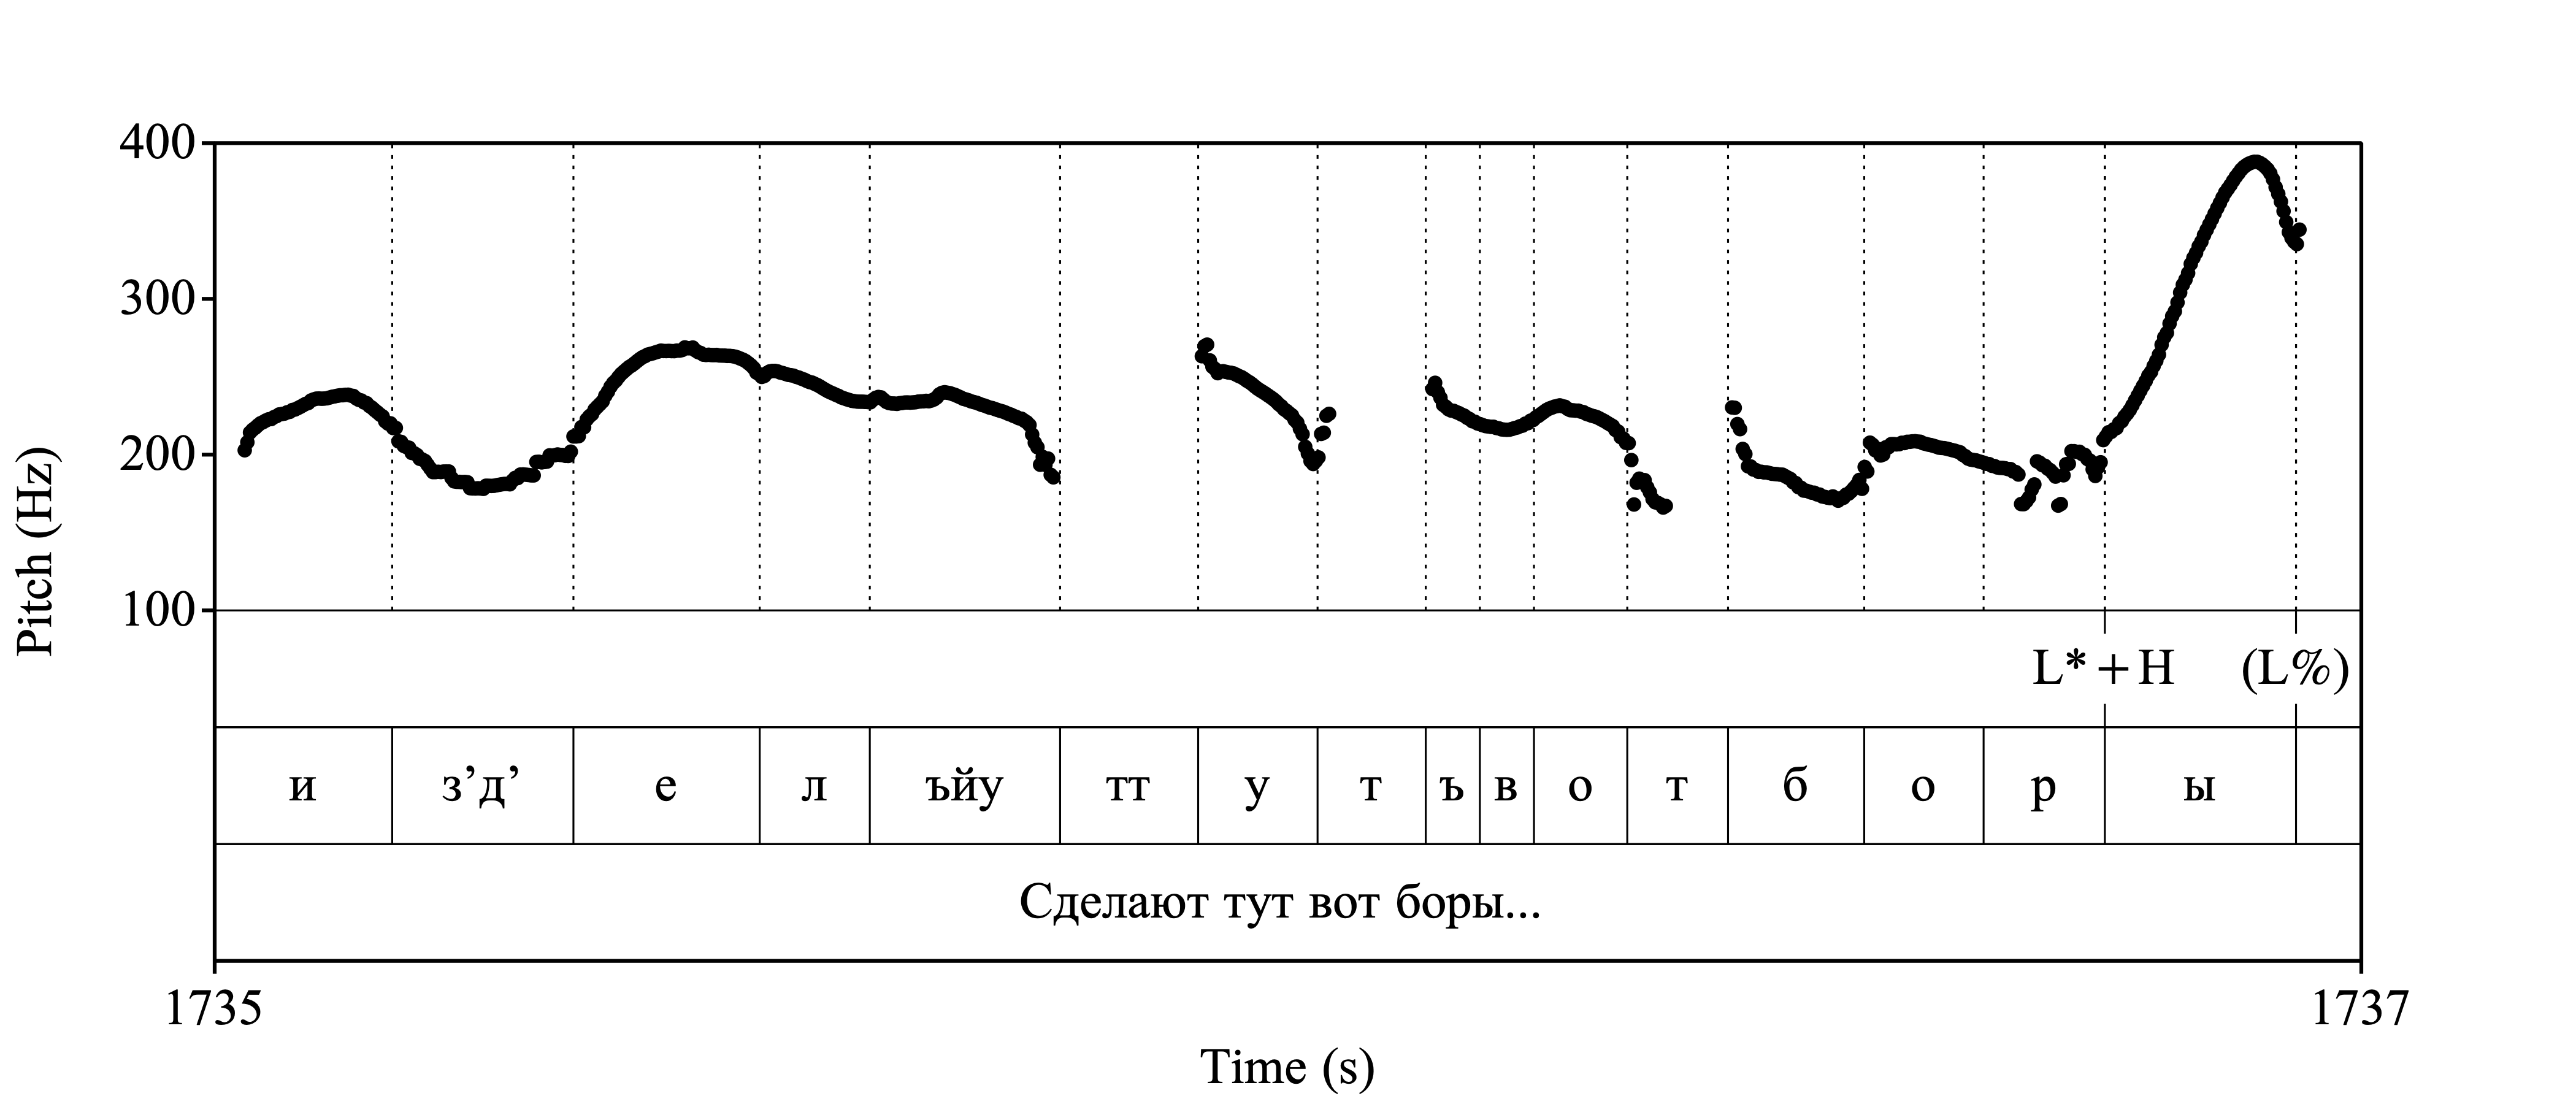 400
300
200
100
Pitch (Hz)
L* + H (L%)
и з’д’ е л ъйу тт у т ъ в о т б о р ы
Сделают тут вот боры...
1735 1737
Time (s)